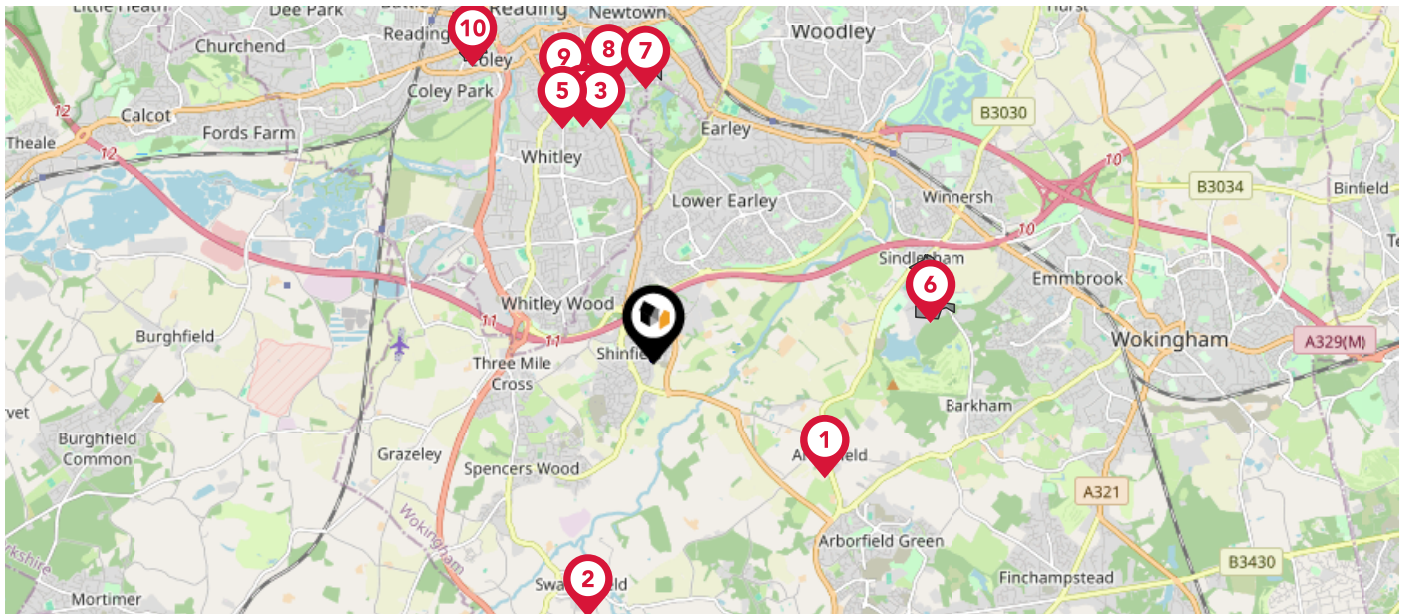 Little Heath
Dee Park
Reading
Newtown
Churchend
Reading
10
9
8
7
Woodley
Coley
5
3
Coley Park
B3030
12
Calcot
Fords Farm
Theale
12
Earley
10
Whitley
Winnersh
B3034
Binfield
Lower Earley
10
Sindlesham
6
Emmbrook
Whitley Wood
11
11
Burghfield
Shinfield
Three Mile
Cross
Wokingham
A329(M)
Barkham
Burghfield
Common
Grazeley
1
Spencers Wood
A321
Wokingham
Arborfield Green
B3430
2
Finchampstead
Mortimer